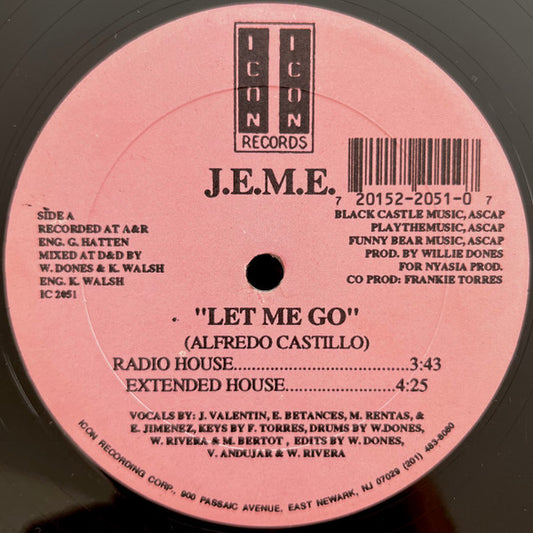 ICON
ICON
RECORDS
J.E.M.E.
7 20152-2051-0 7
SIDE A
RECORDED AT A&R
ENG. G. HATTEN
MIXED AT D&D BY
W. DONES & K. WALSH
ENG. K. WALSH
IC 2051
BLACK CASTLE MUSIC, ASCAP
PLAYTHEMUSIC, ASCAP
FUNNY BEAR MUSIC, ASCAP
PROD. BY WILLIE DONES
FOR NYASIA PROD.
CO PROD: FRANKIE TORRES
"LET ME GO"
(ALFREDO CASTILLO)
RADIO HOUSE...............................3:43
EXTENDED HOUSE....................4:25
VOCALS BY: J. VALENTIN, E. BETANCES, M. RENTAS, &
E. JIMENEZ, KEYS BY F. TORRES, DRUMS BY W.DONES,
W. RIVERA & M. BERTOT , EDITS BY W. DONES,
V. ANDUJAR & W. RIVERA
ICON RECORDING CORP., 900 PASSAIC AVENUE, EAST NEWARK, NJ 07029 (201) 483-8080